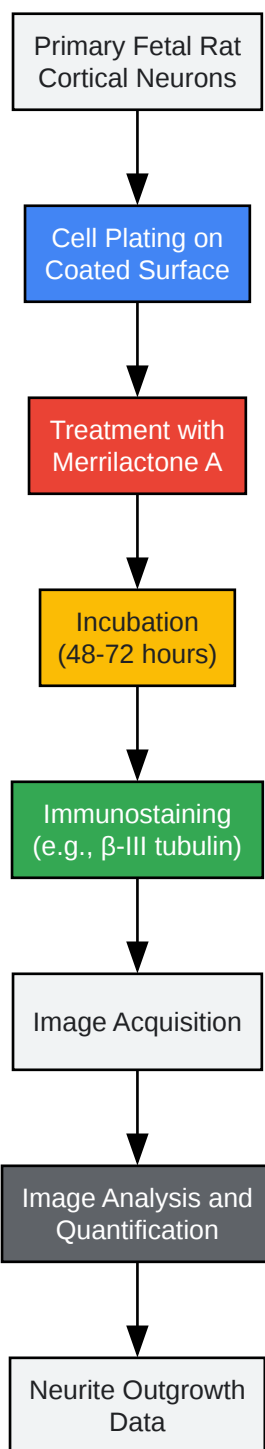 Primary Fetal Rat
Cortical Neurons
Cell Plating on
Coated Surface
Treatment with
Merrilactone A
Incubation
(48-72 hours)
Immunostaining
(e.g., β-III tubulin)
Image Acquisition
Image Analysis and
Quantification
Neurite Outgrowth
Data